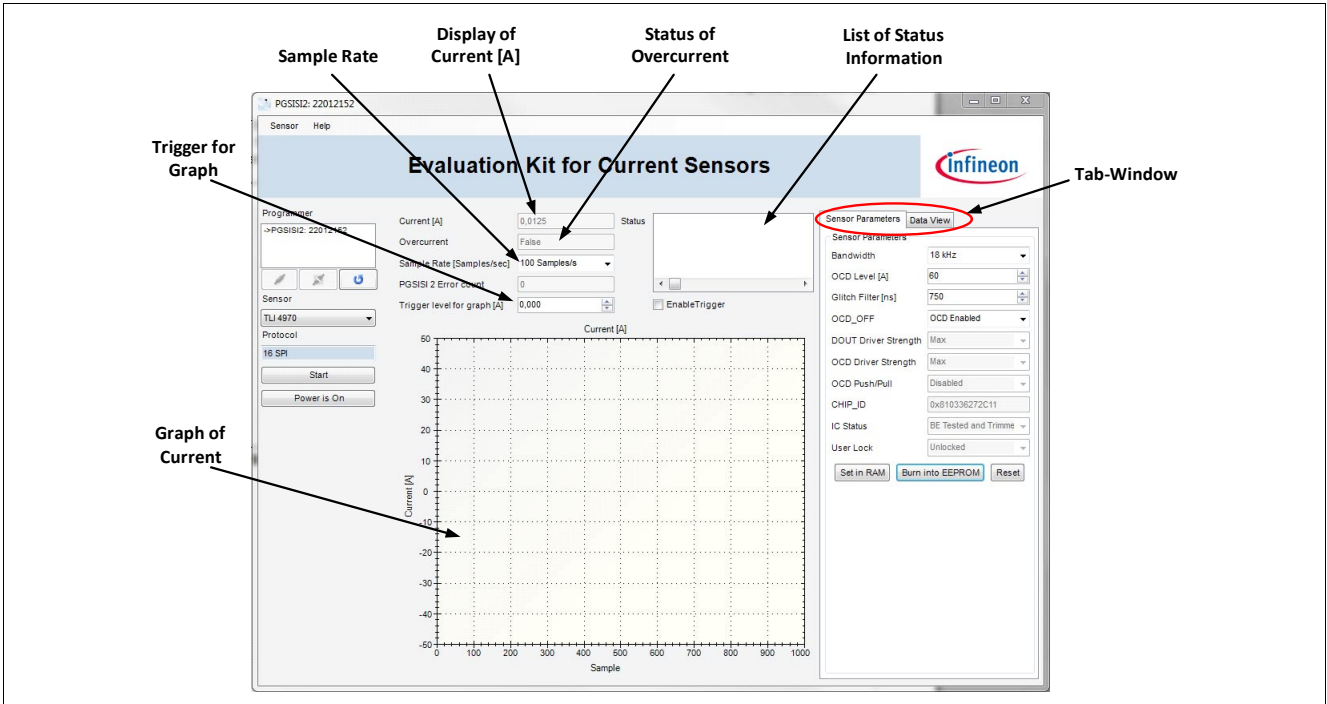 Display of
Current [A]
Status of
Overcurrent
List of Status
Information
Sample Rate
PGSISI2: 22012152
Sensor Help
Trigger for
Graph
Evaluation Kit for Current Sensors
infineon
Tab-Window
Programmer
->PGSISI2: 22012152
Current [A] 0,0125 Status
Overcurrent False
Sample Rate [Samples/sec] 100 Samples/s
PGSISI 2 Error count 0
Trigger level for graph [A] 0,000 EnableTrigger
Sensor
TLI 4970
Protocol
16 SPI
Start
Power is On
Graph of
Current
Current [A]
50
40
30
20
10
0
-10
-20
-30
-40
-50
Current [A]
0 100 200 300 400 500 600 700 800 900 1000
Sample
Sensor Parameters Data View
Sensor Parameters
Bandwidth 18 kHz
OCD Level [A] 60
Glitch Filter [ns] 750
OCD_OFF OCD Enabled
DOUT Driver Strength Max
OCD Driver Strength Max
OCD Push/Pull Disabled
CHIP_ID 0x810336272C11
IC Status BE Tested and Trimme
User Lock Unlocked
Set in RAM Burn into EEPROM Reset